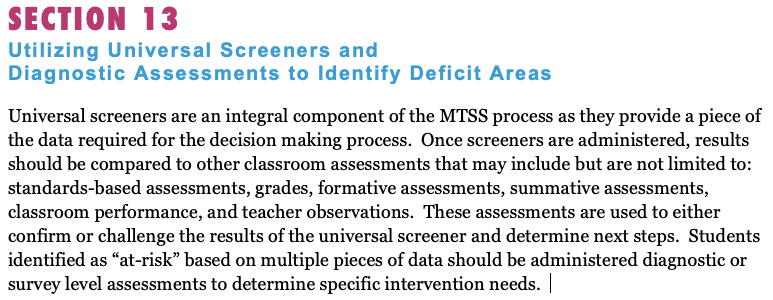 SECTION 13
Utilizing Universal Screeners and
Diagnostic Assessments to Identify Deficit Areas
Universal screeners are an integral component of the MTSS process as they provide a piece of
the data required for the decision making process.  Once screeners are administered, results
should be compared to other classroom assessments that may include but are not limited to:
standards-based assessments, grades, formative assessments, summative assessments,
classroom performance, and teacher observations.  These assessments are used to either
confirm or challenge the results of the universal screener and determine next steps.  Students
identified as “at-risk” based on multiple pieces of data should be administered diagnostic or
survey level assessments to determine specific intervention needs.